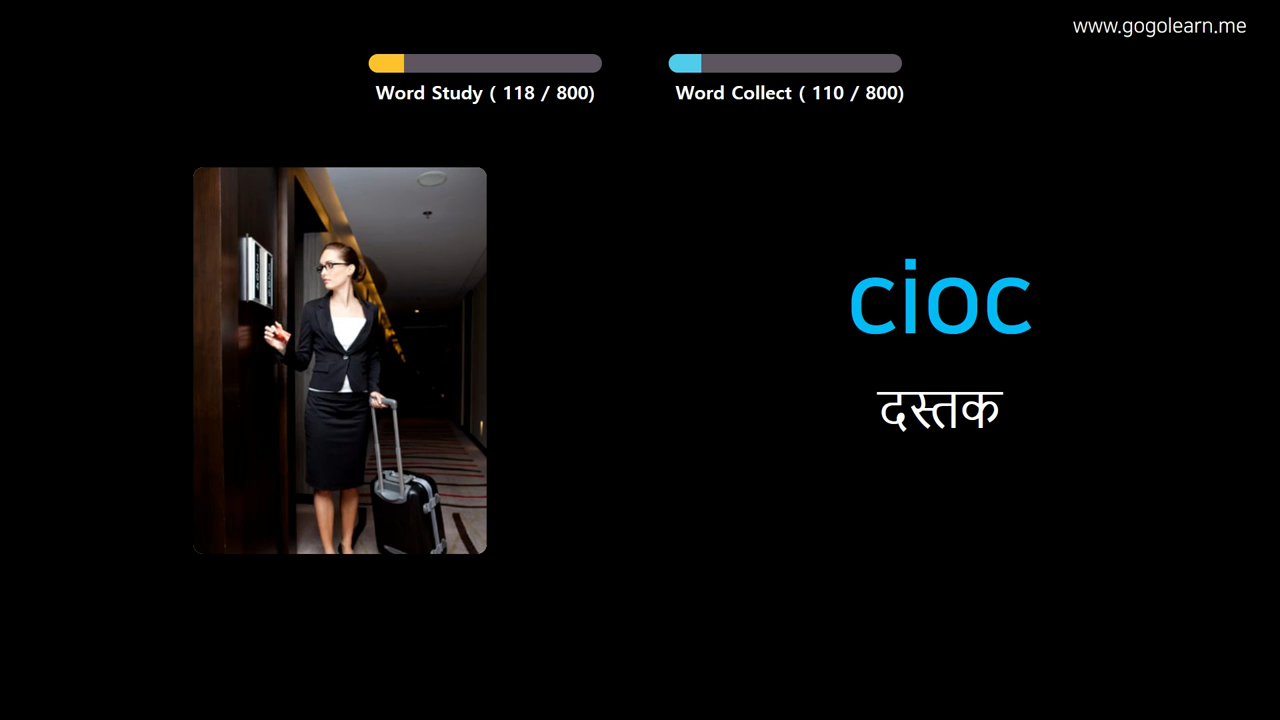 www.gogolearn.me
Word Study ( 118 / 800)
Word Collect ( 110 / 800)
cioc
दस्तक